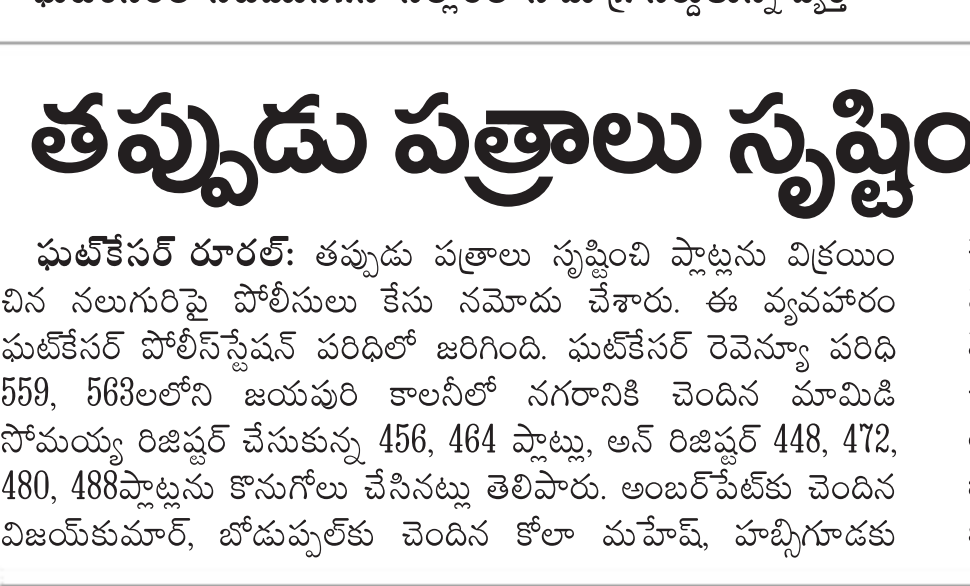 తప్పుడు పత్రాలు
ఘట్‌కేసర్ రూరల్: తప్పుడు పత్రాలు సృష్టించి ప్లాట్లను విక్రయిం
చిన నలుగురిపై పోలీసులు కేసు నమోదు చేశారు. ఈ వ్యవహారం
ఘట్‌కేసర్ పోలీస్‌స్టేషన్ పరిధిలో జరిగింది. ఘట్‌కేసర్ రెవెన్యూ పరిధి
559, 563లలోని జయపురి కాలనీలో నగరానికి చెందిన మామిడి
సోమయ్య రిజిష్టర్ చేసుకున్న 456, 464 ప్లాట్లు, అన్ రిజిష్టర్ 448, 472,
480, 488ప్లాట్లను కొనుగోలు చేసినట్లు తెలిపారు. అంబర్‌పేట్‌కు చెందిన
విజయ్‌కుమార్, బోడుప్పల్‌కు చెందిన కోలా మహేష్, హబ్సిగూడకు